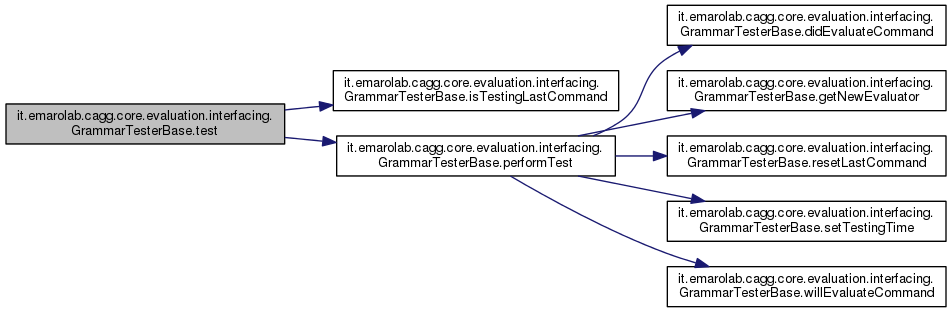 it.emarolab.cagg.core.evaluation.interfacing.
GrammarTesterBase.test
it.emarolab.cagg.core.evaluation.interfacing.
GrammarTesterBase.isTestingLastCommand
it.emarolab.cagg.core.evaluation.interfacing.
GrammarTesterBase.performTest
it.emarolab.cagg.core.evaluation.interfacing.
GrammarTesterBase.didEvaluateCommand
it.emarolab.cagg.core.evaluation.interfacing.
GrammarTesterBase.getNewEvaluator
it.emarolab.cagg.core.evaluation.interfacing.
GrammarTesterBase.resetLastCommand
it.emarolab.cagg.core.evaluation.interfacing.
GrammarTesterBase.setTestingTime
it.emarolab.cagg.core.evaluation.interfacing.
GrammarTesterBase.willEvaluateCommand